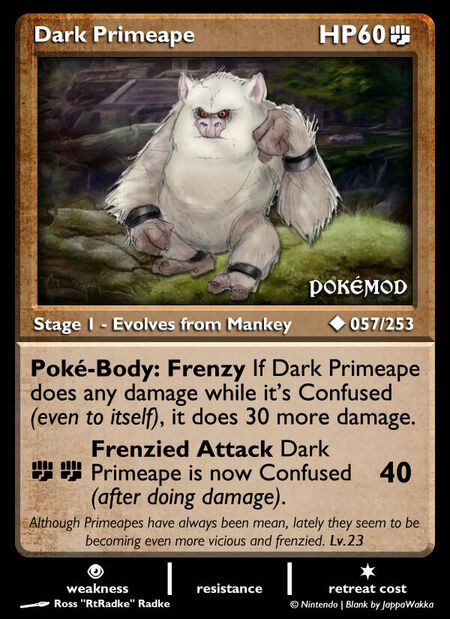 Dark Primeape HP60
POKÉMOD
Stage 1 - Evolves from Mankey 057/253
Poké-Body: Frenzy If Dark Primeape
does any damage while it's Confused
(even to itself), it does 30 more damage.
Frenzied Attack Dark
Primeape is now Confused 40
(after doing damage).
Although Primeapes have always been mean, lately they seem to be
becoming even more vicious and frenzied. Lv.23
weakness resistance retreat cost
Ross "RtRadke" Radke © Nintendo | Blank by JappaWakka